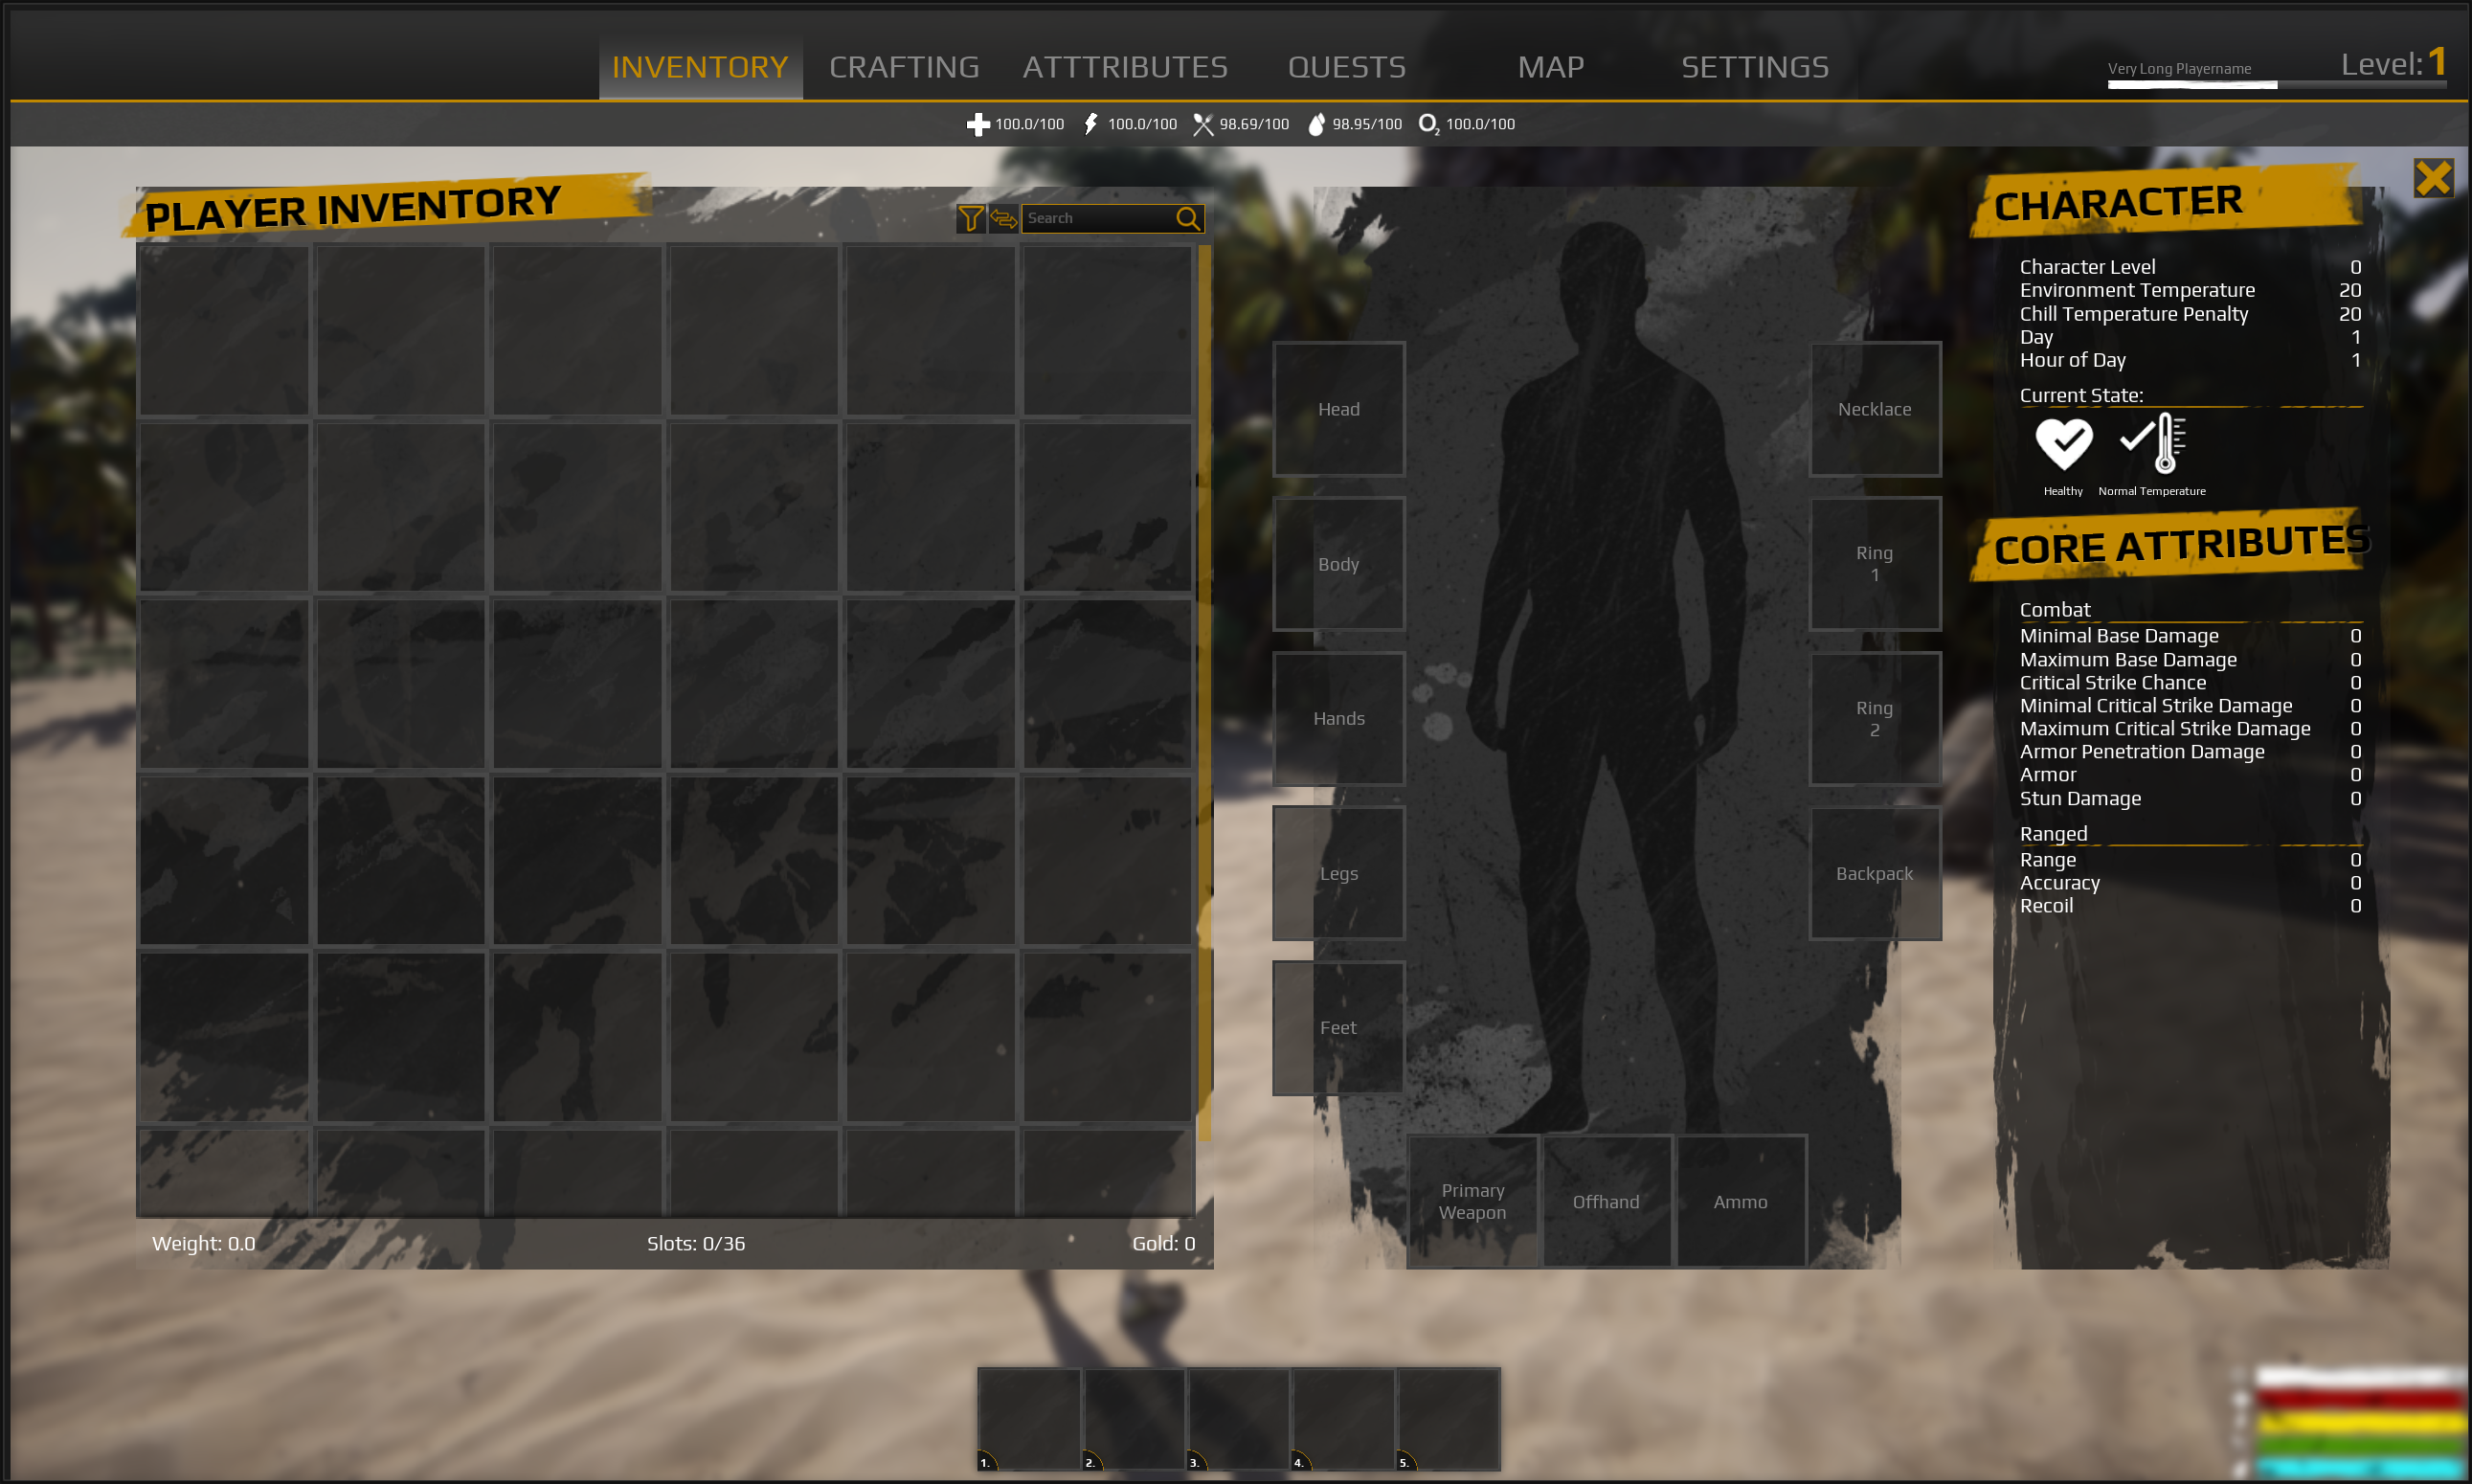 INVENTORY CRAFTING ATTTRIBUTES QUESTS MAP SETTINGS
Very Long Playername
Level: 1
100.0/100 100.0/100 98.69/100 98.95/100 O2 100.0/100
PLAYER INVENTORY
Search
CHARACTER
Character Level 0
Environment Temperature 20
Chill Temperature Penalty 20
Day 1
Hour of Day 1
Current State:
Healthy Normal Temperature
CORE ATTRIBUTES
Combat
Minimal Base Damage 0
Maximum Base Damage 0
Critical Strike Chance 0
Minimal Critical Strike Damage 0
Maximum Critical Strike Damage 0
Armor Penetration Damage 0
Armor 0
Stun Damage 0
Ranged
Range 0
Accuracy 0
Recoil 0
Head
Necklace
Body
Ring
1
Hands
Ring
2
Legs
Backpack
Feet
Primary
Weapon
Offhand
Ammo
Weight: 0.0 Slots: 0/36 Gold: 0
1. 2. 3. 4. 5.